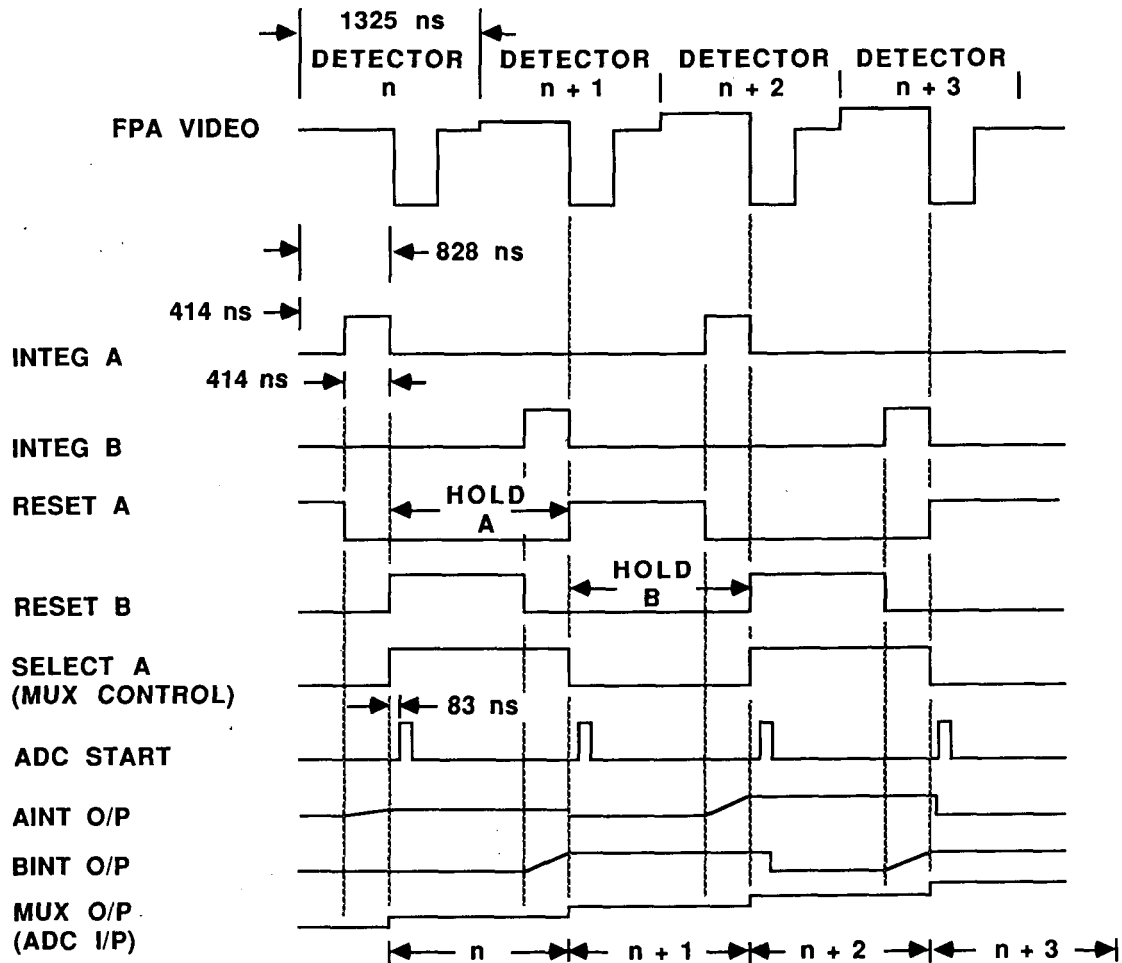 1325 ns
DETECTOR DETECTOR DETECTOR DETECTOR
n n + 1 n + 2 n + 3
FPA VIDEO
828 ns
414 ns
INTEG A
414 ns
INTEG B
RESET A
HOLD
A
HOLD
B
RESET B
SELECT A
(MUX CONTROL)
83 ns
ADC START
AINT O/P
BINT O/P
MUX O/P
(ADC I/P)
n n + 1 n + 2 n + 3